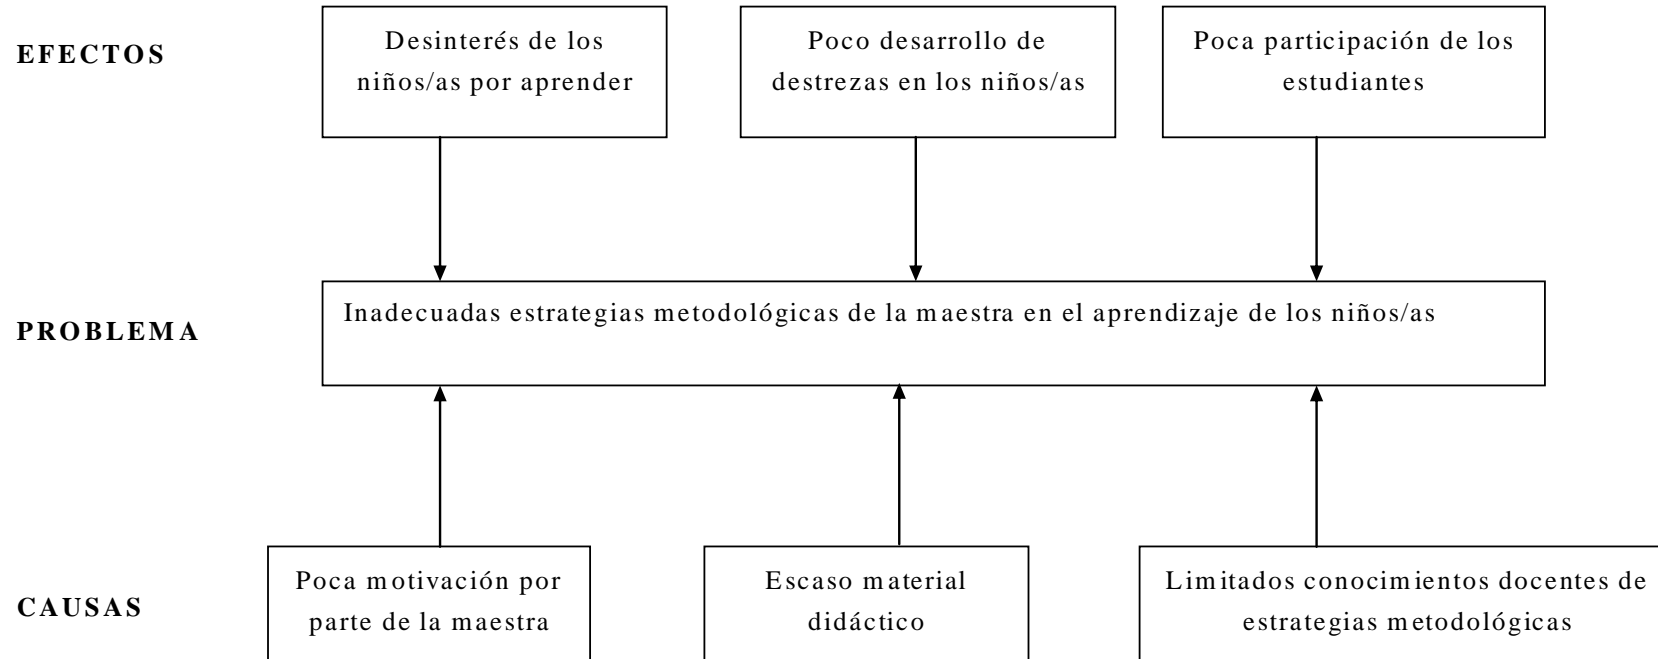 EFECTOS
Desinterés de los
niños/as por aprender
Poco desarrollo de
destrezas en los niños/as
Poca participación de los
estudiantes
PROBLEMA
Inadecuadas estrategias metodológicas de la maestra en el aprendizaje de los niños/as
CAUSAS
Poca motivación por
parte de la maestra
Escaso material
didáctico
Limitados conocimientos docentes de
estrategias metodológicas